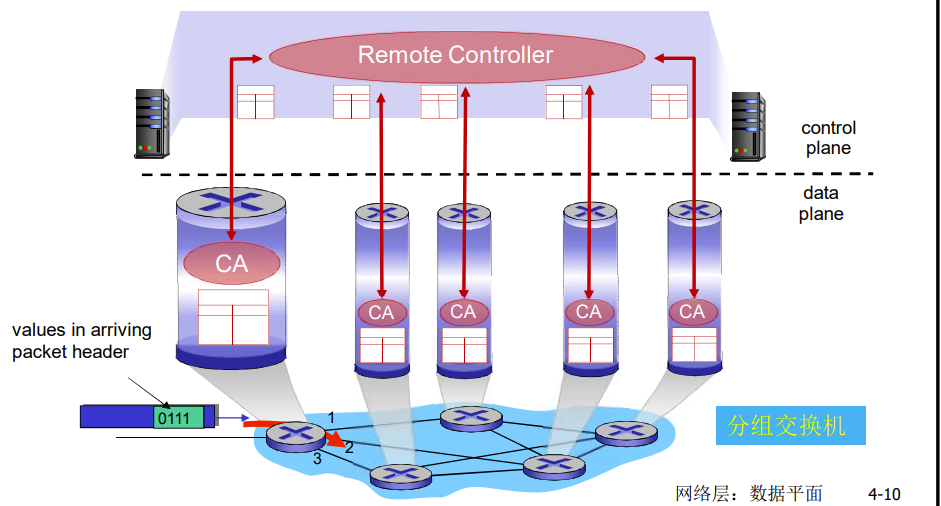 Remote Controller
control
plane
data
plane
CA
CA
CA
CA
CA
values in arriving
packet header
0111
1
2
3
分组交换机
网络层：数据平面
4-10